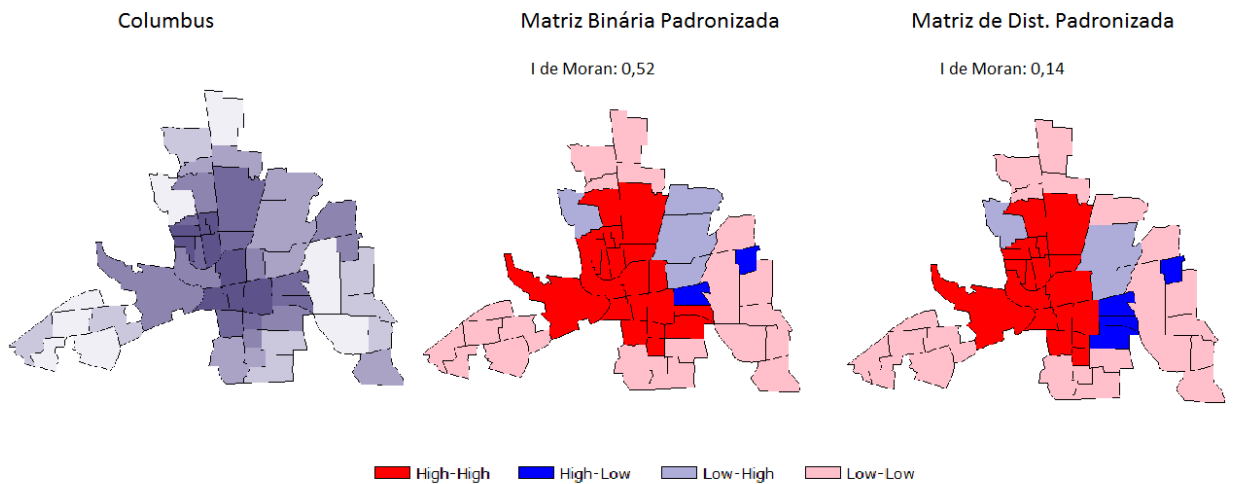 Columbus
Matriz Binária Padronizada
Matriz de Dist. Padronizada
I de Moran: 0,52
I de Moran: 0,14
High-High High-Low Low-High Low-Low